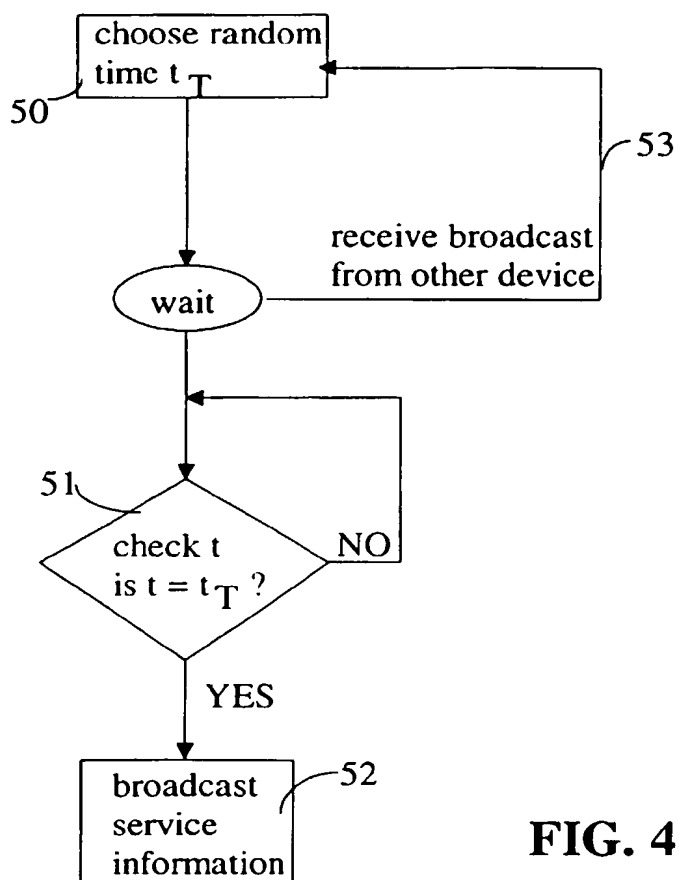 choose random
time t T
50
53
receive broadcast
from other device
wait
51
check t
NO
is t = t T ?
YES
52
broadcast
service
information
FIG. 4